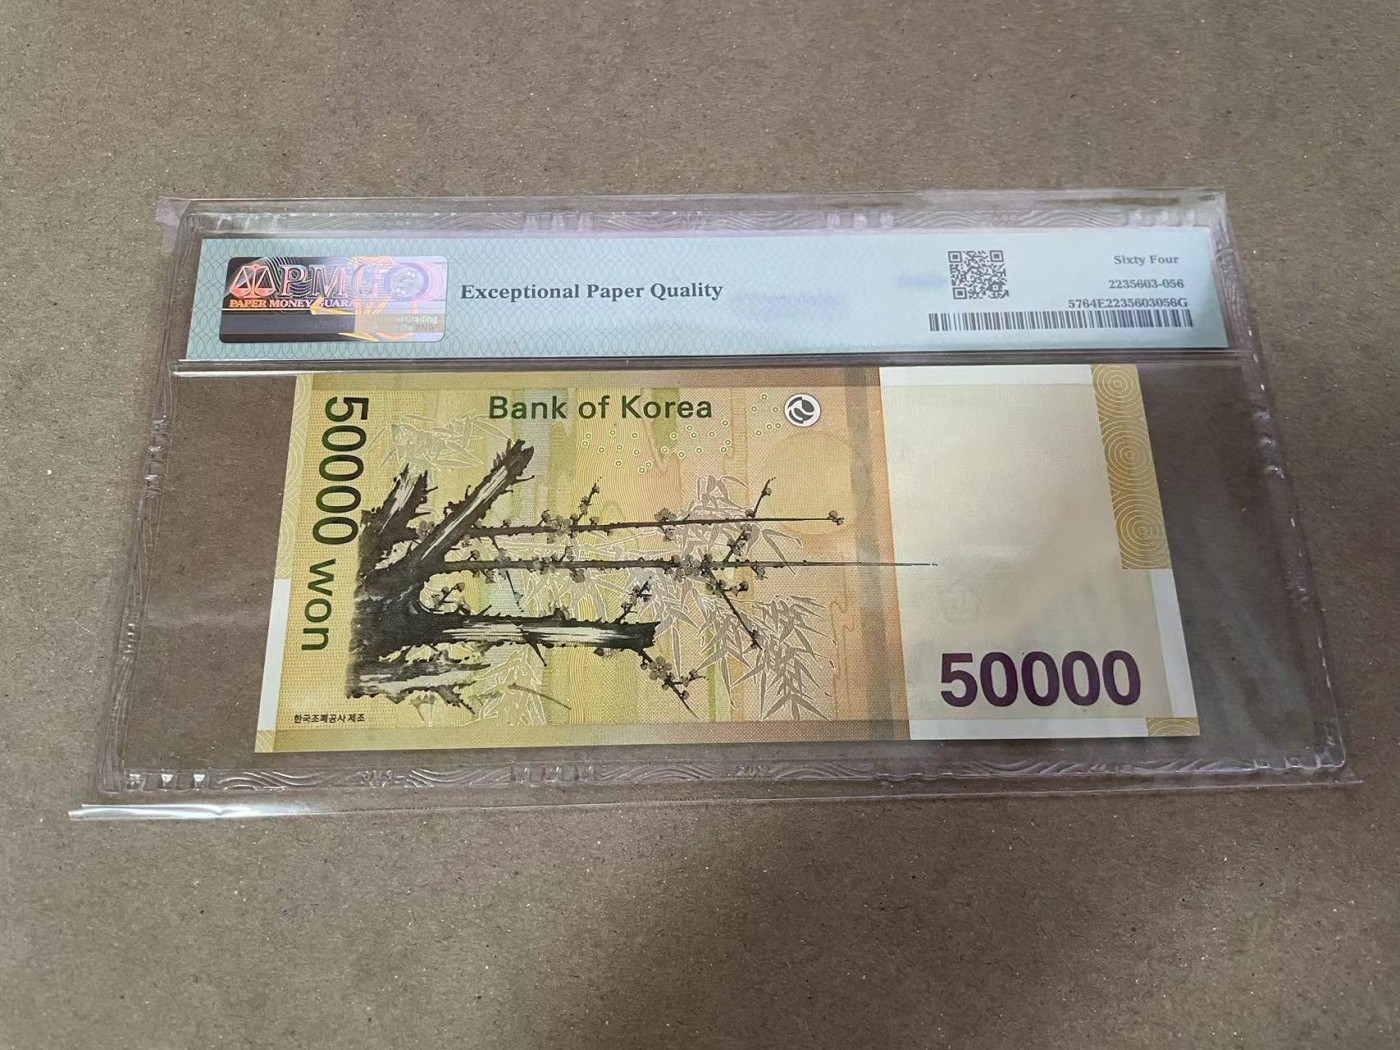 PMG
PAPER MONEY GUARA
Exceptional Paper Quality
Sixty Four
2235603-056
5764E2235603056G
Bank of Korea
50000 won
50000
한국조폐공사 제조